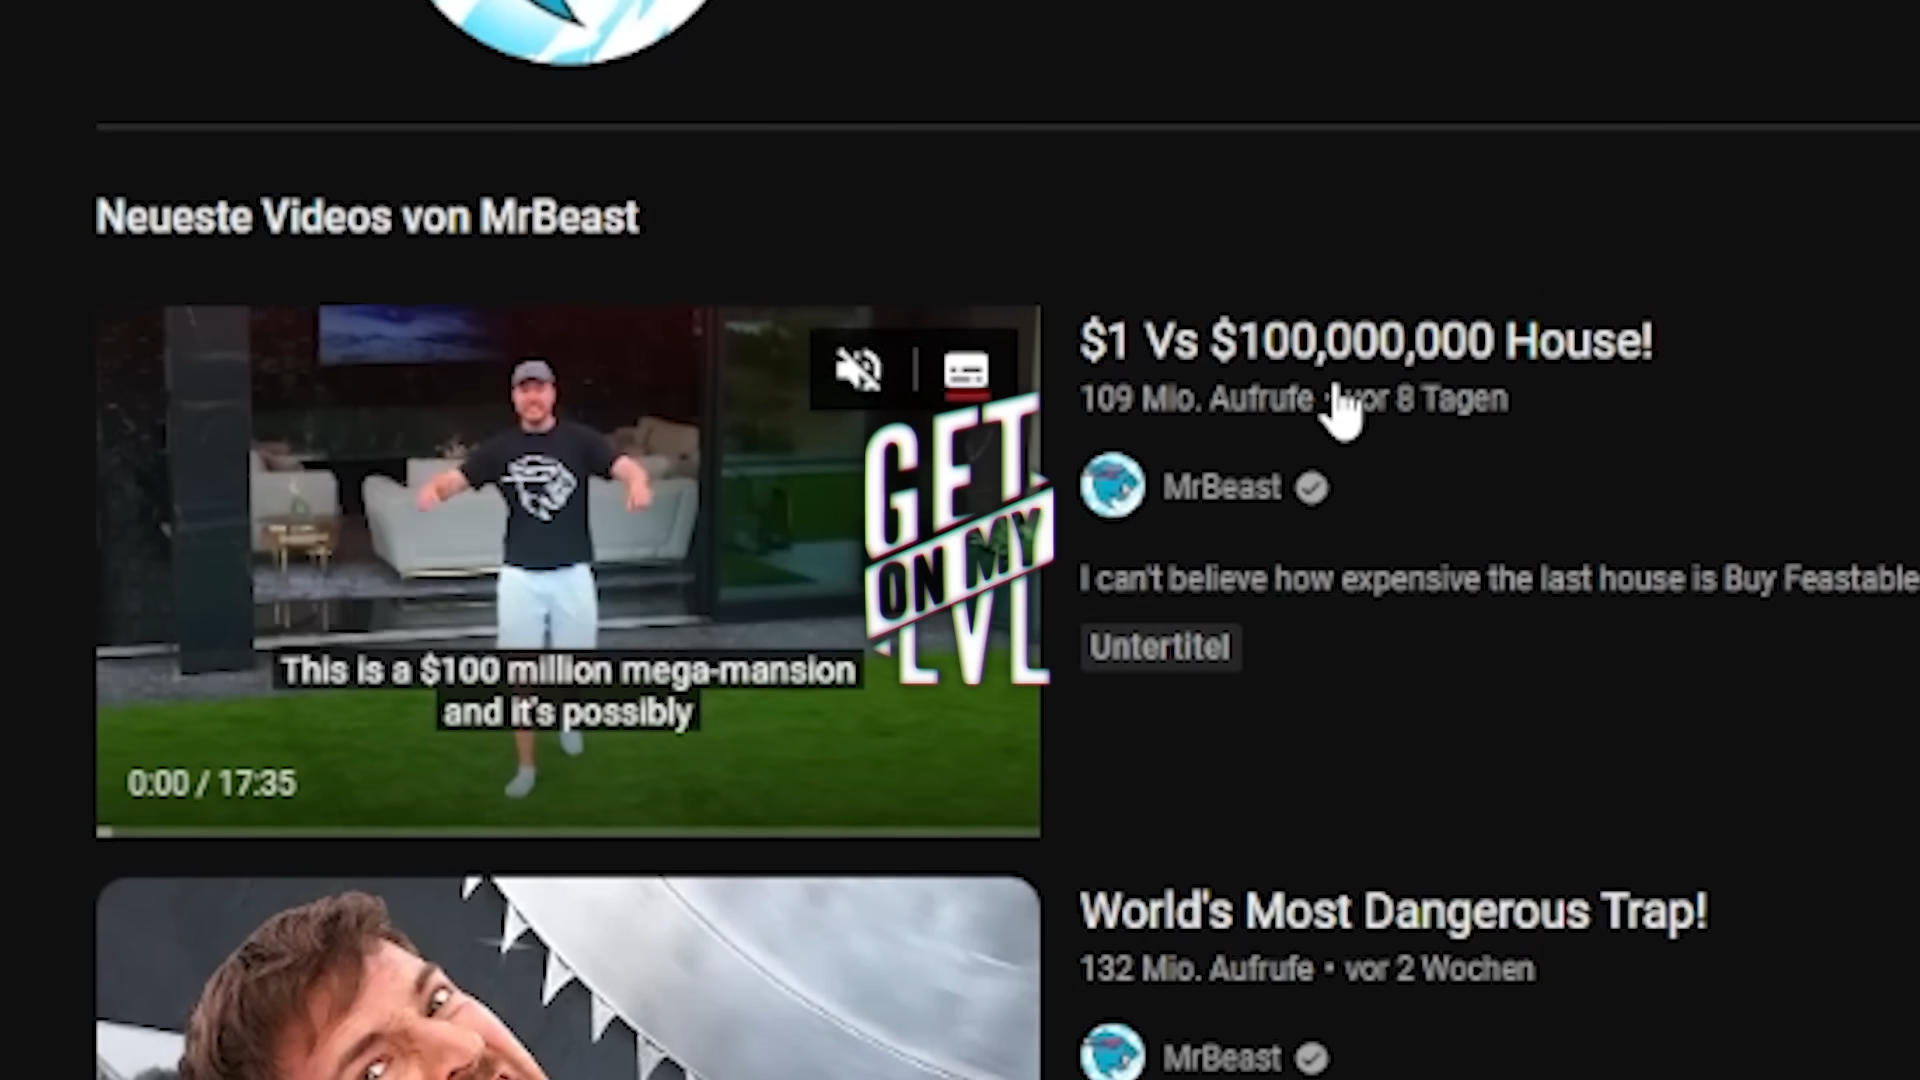 Neueste Videos von MrBeast
$1 Vs $100,000,000 House!
109 Mio. Aufrufe • vor 8 Tagen
MrBeast
I can't believe how expensive the last house is Buy Feastable
Untertitel
GET
ON MY
LVL
This is a $100 million mega-mansion
and it's possibly
0:00 / 17:35
World's Most Dangerous Trap!
132 Mio. Aufrufe • vor 2 Wochen
MrBeast